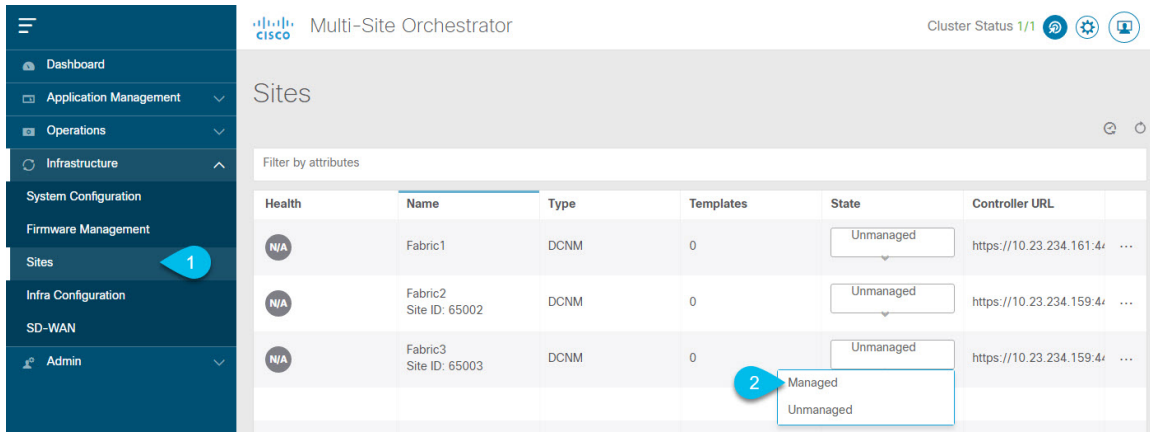 CISCO Multi-Site Orchestrator
Cluster Status 1/1
Dashboard
Application Management
Operations
Infrastructure
System Configuration
Firmware Management
Sites
1
Infra Configuration
SD-WAN
Admin
Sites
Filter by attributes
Health Name Type Templates State Controller URL
N/A Fabric1 DCNM 0 Unmanaged https://10.23.234.161:44 ...
N/A Fabric2 DCNM 0 Unmanaged https://10.23.234.159:44 ...
Site ID: 65002
N/A Fabric3 DCNM 0 Unmanaged https://10.23.234.159:44 ...
Site ID: 65003
2 Managed
Unmanaged